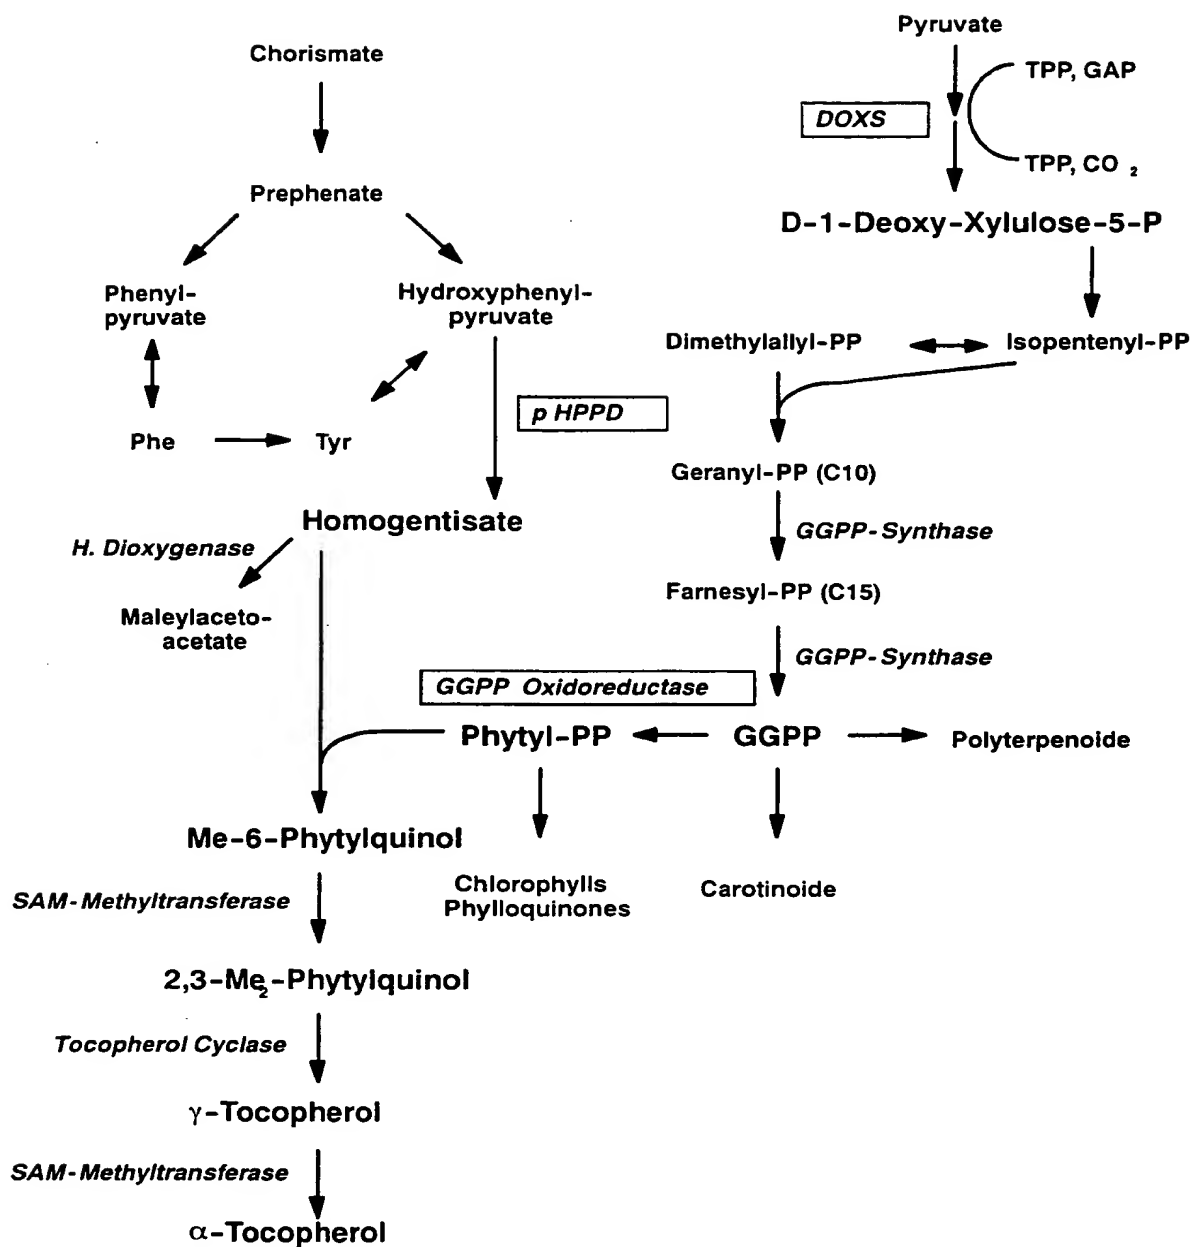 Pyruvate
Chorismate
TPP, GAP
DOXS
TPP, CO₂
Prephenate
D-1-Deoxy-Xylulose-5-P
Phenyl-
pyruvate
Hydroxyphenyl-
pyruvate
Dimethylallyl-PP
Isopentenyl-PP
p HPPD
Phe
Tyr
Geranyl-PP (C10)
Homogentisate
GGPP-Synthase
H. Dioxygenase
Farnesyl-PP (C15)
Maleylaceto-
acetate
GGPP-Synthase
GGPP Oxidoreductase
Phytyl-PP
GGPP
Polyterpenoide
Me-6-Phytylquinol
Chlorophylls
Phylloquinones
Carotinoide
SAM-Methyltransferase
2,3-Me₂-Phytylquinol
Tocopherol Cyclase
γ-Tocopherol
SAM-Methyltransferase
α-Tocopherol